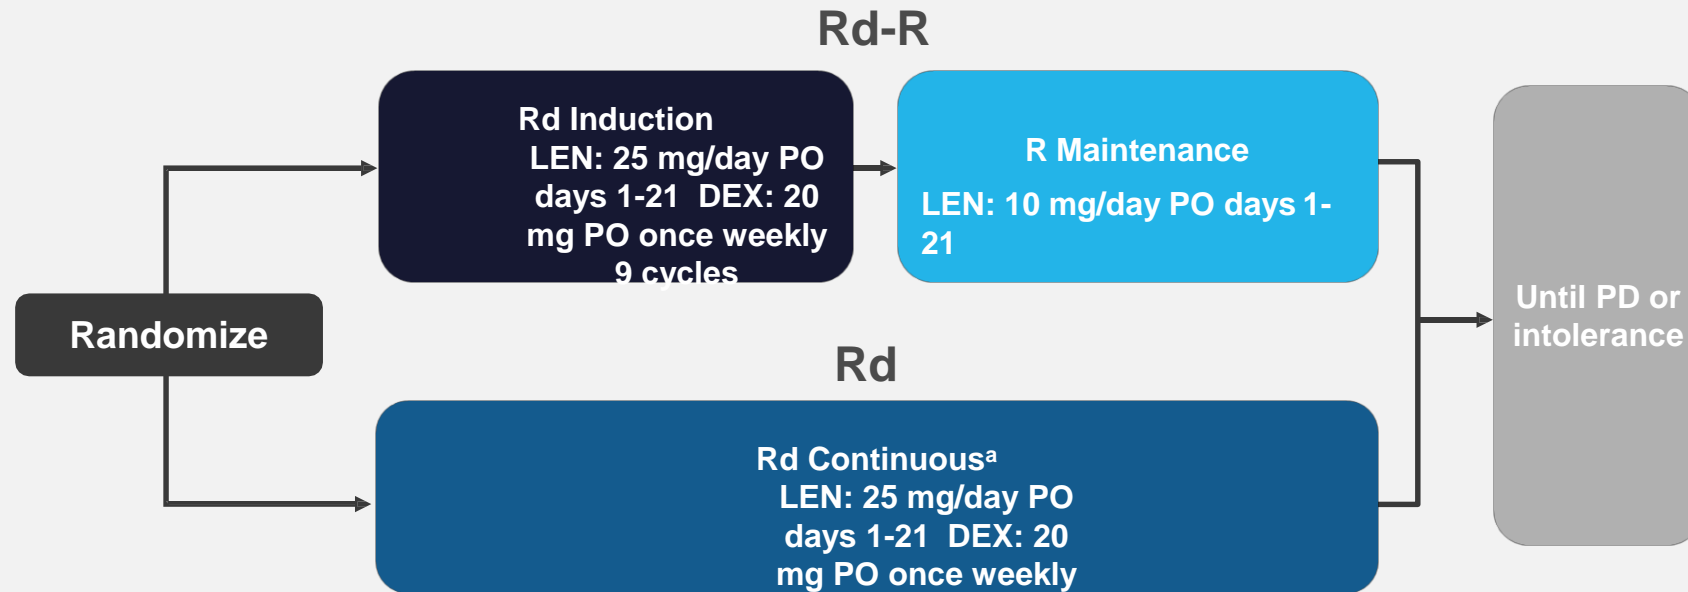 Rd-R
Rd Induction
LEN: 25 mg/day PO
days 1-21 DEX: 20
mg PO once weekly
9 cycles
R Maintenance
LEN: 10 mg/day PO days 1-
21
Randomize
Until PD or
intolerance
Rd
Rd Continuousᵃ
LEN: 25 mg/day PO
days 1-21 DEX: 20
mg PO once weekly